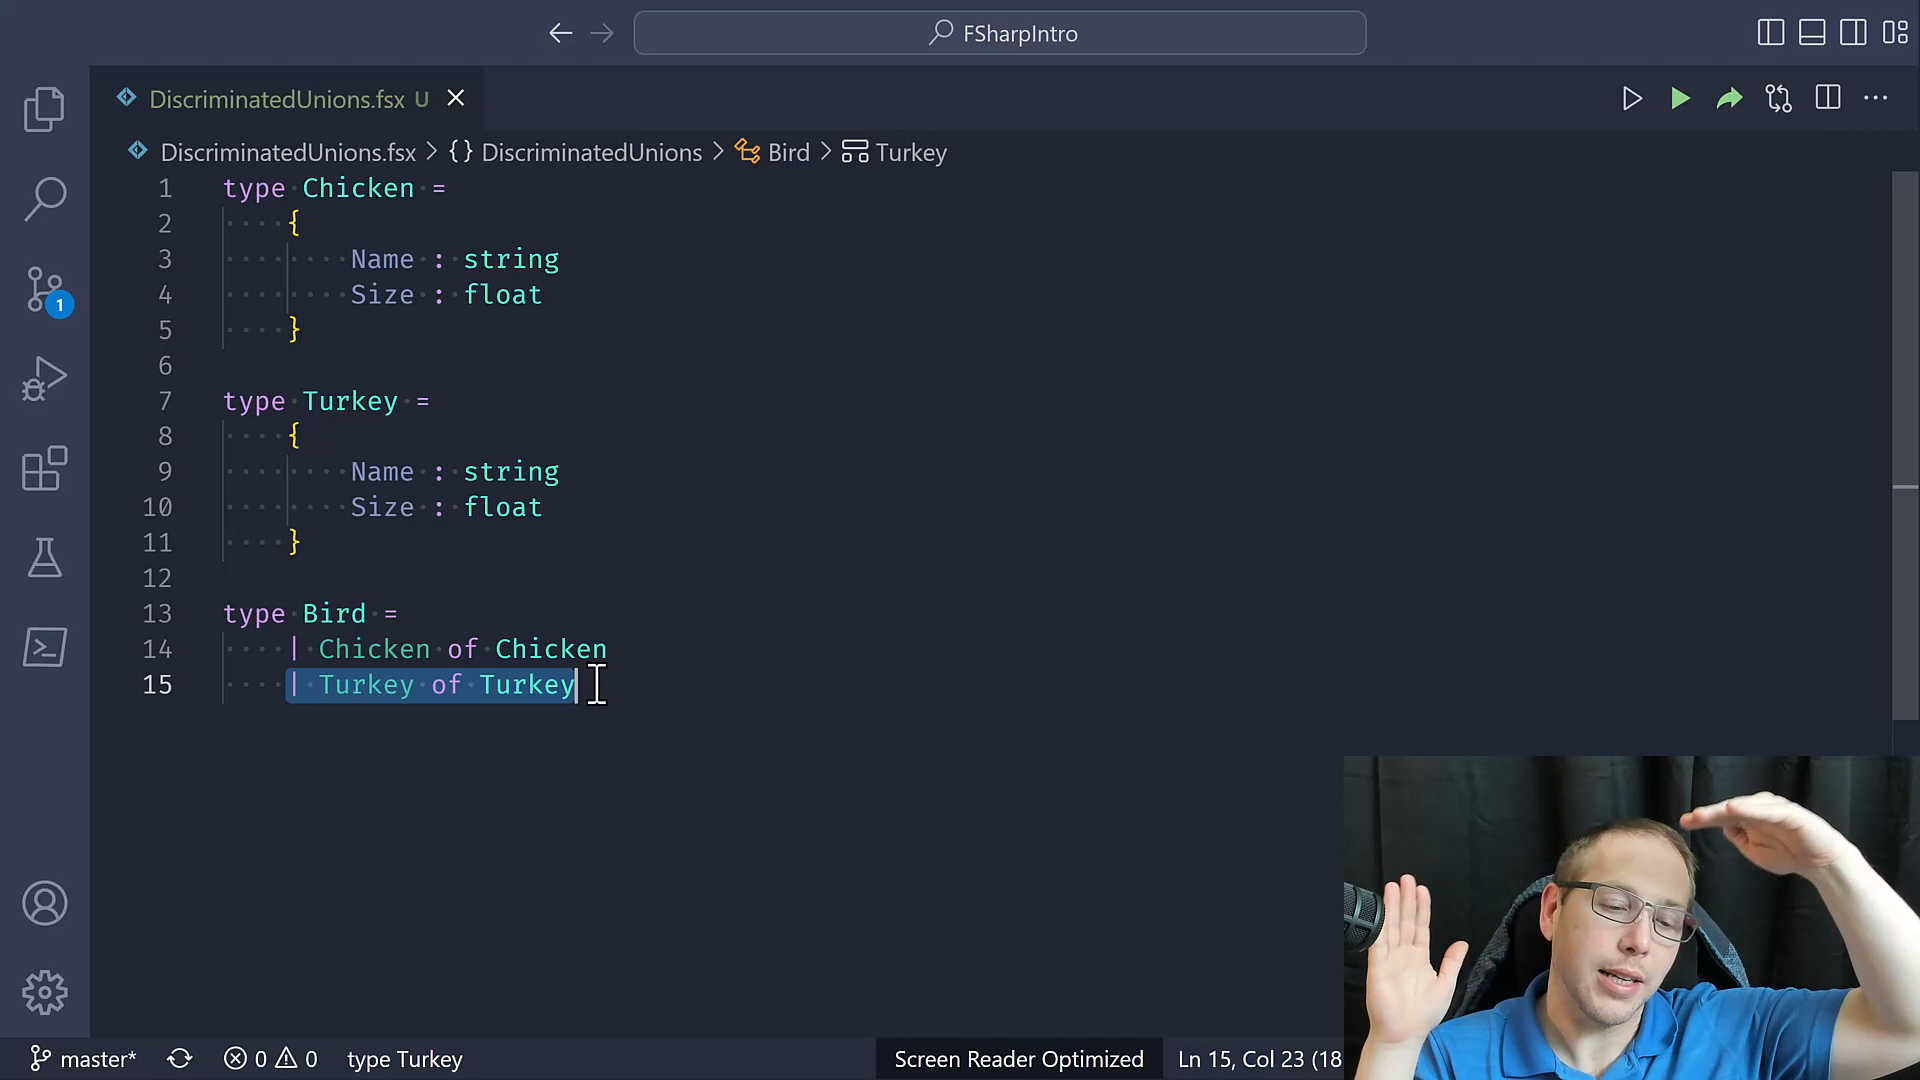 FSharpIntro
DiscriminatedUnions.fsx U
DiscriminatedUnions.fsx > {} DiscriminatedUnions > Bird > Turkey
1 type Chicken =
2 {
3 Name : string
4 Size : float
5 }
6
7 type Turkey =
8 {
9 Name : string
10 Size : float
11 }
12
13 type Bird =
14 | Chicken of Chicken
15 | Turkey of Turkey
1
master* 0 0 type Turkey Screen Reader Optimized Ln 15, Col 23 (18